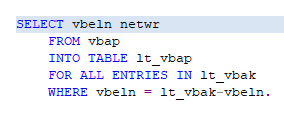 SELECT vbeln netwr
FROM vbap
INTO TABLE lt_vbap
FOR ALL ENTRIES IN lt_vbak
WHERE vbeln = lt_vbak-vbeln.